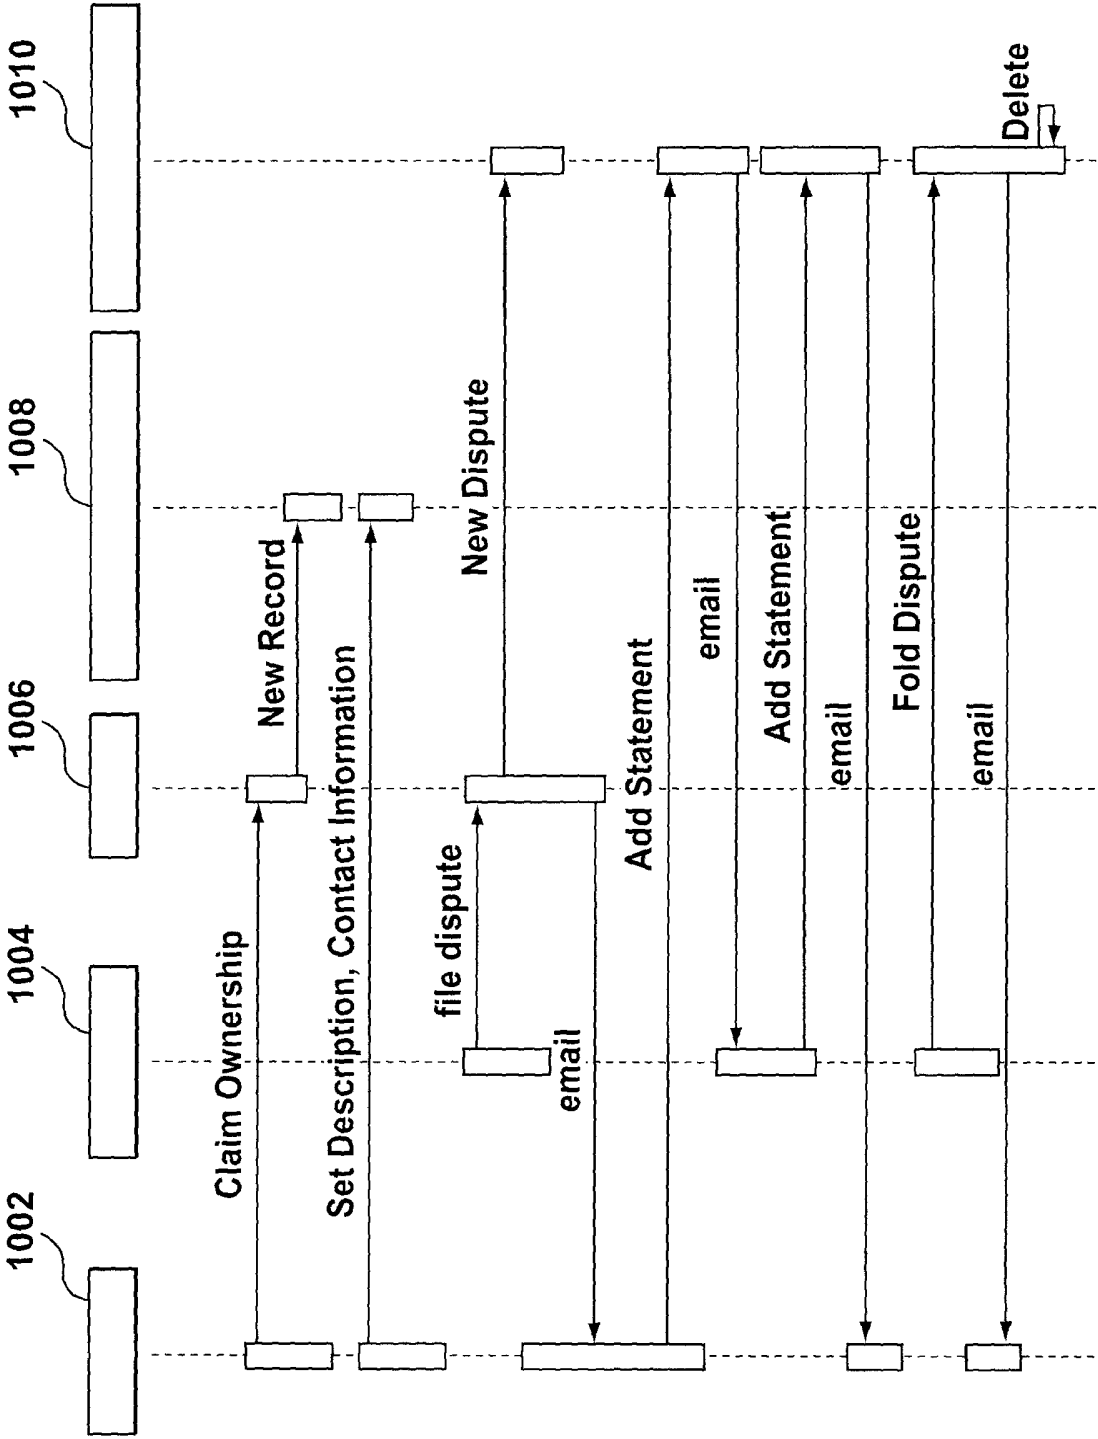 1002
1004
1006
1008
1010
Claim Ownership
New Record
Set Description, Contact Information
file dispute
New Dispute
email
Add Statement
email
Add Statement
email
Fold Dispute
email
Delete